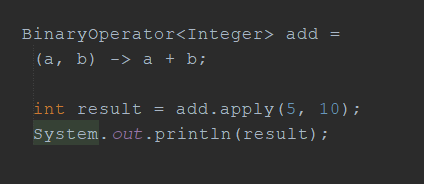 BinaryOperator<Integer> add =
(a, b) -> a + b;
int result = add.apply(5, 10);
System.out.println(result);